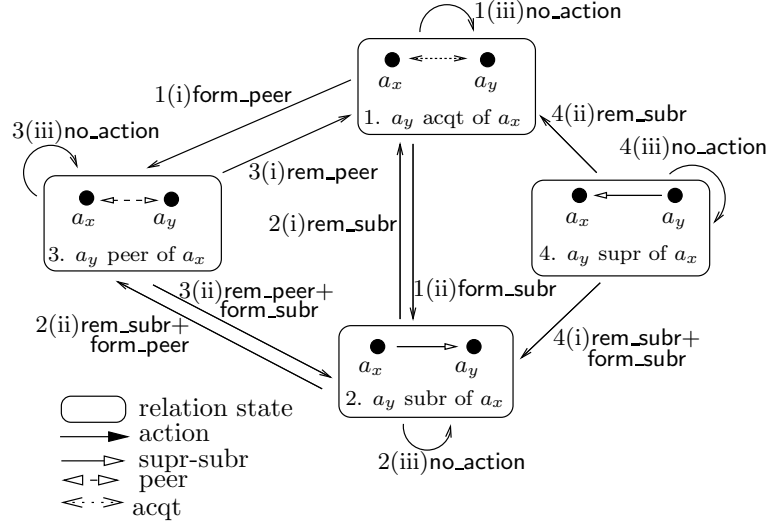 1(iii)no_action
a_x a_y
1. a_y acqt of a_x
1(i)form_peer
3(iii)no_action
4(ii)rem_subr
4(iii)no_action
3(i)rem_peer
a_x a_y
3. a_y peer of a_x
2(i)rem_subr
a_x a_y
4. a_y supr of a_x
3(ii)rem_peer+
form_subr
1(ii)form_subr
2(ii)rem_subr+
form_peer
4(i)rem_subr+
form_subr
a_x a_y
2. a_y subr of a_x
2(iii)no_action
relation state
action
supr-subr
peer
acqt